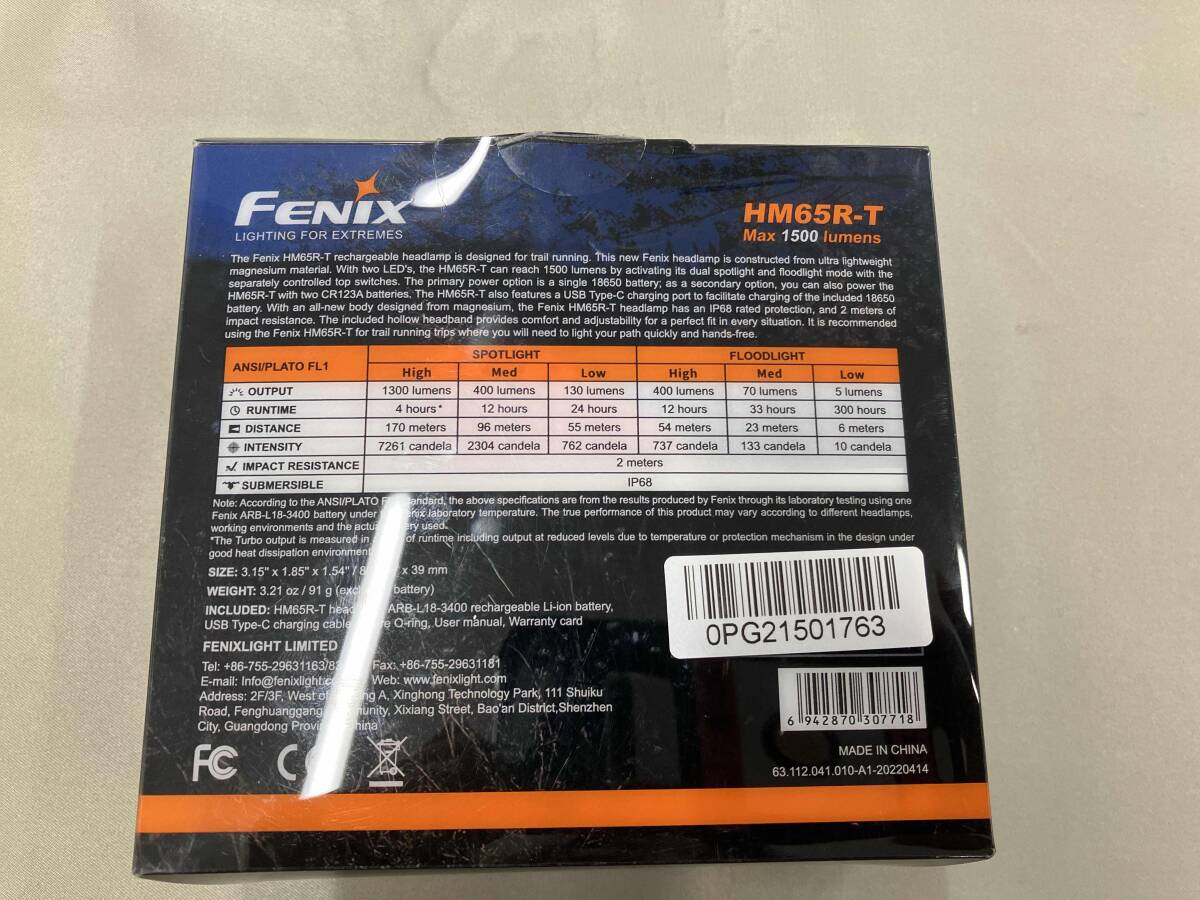 FENIX
LIGHTING FOR EXTREMES
HM65R-T
Max 1500 lumens
The Fenix HM65R-T rechargeable headlamp is designed for trail running. This new Fenix headlamp is constructed from ultra lightweight
magnesium material. With two LED's, the HM65R-T can reach 1500 lumens by activating its dual spotlight and floodlight mode with the
separately controlled top switches. The primary power option is a single 18650 battery; as a secondary option, you can also power the
HM65R-T with two CR123A batteries. The HM65R-T also features a USB Type-C charging port to facilitate charging of the included 18650
battery. With an all-new body designed from magnesium, the Fenix HM65R-T headlamp has an IP68 rated protection, and 2 meters of
impact resistance. The included hollow headband provides comfort and adjustability for a perfect fit in every situation. It is recommended
using the Fenix HM65R-T for trail running trips where you will need to light your path quickly and hands-free.
ANSI/PLATO FL1 SPOTLIGHT FLOODLIGHT
High Med Low High Med Low
OUTPUT 1300 lumens 400 lumens 130 lumens 400 lumens 70 lumens 5 lumens
RUNTIME 4 hours* 12 hours 24 hours 12 hours 33 hours 300 hours
DISTANCE 170 meters 96 meters 55 meters 54 meters 23 meters 6 meters
INTENSITY 7261 candela 2304 candela 762 candela 737 candela 133 candela 10 candela
IMPACT RESISTANCE 2 meters
SUBMERSIBLE IP68
Note: According to the ANSI/PLATO standard, the above specifications are from the results produced by Fenix through its laboratory testing using one
Fenix ARB-L18-3400 battery under laboratory temperature. The true performance of this product may vary according to different headlamps,
working environments and the used.
*The Turbo output is measured in of runtime including output at reduced levels due to temperature or protection mechanism in the design under
good heat dissipation
SIZE: 3.15" x 1.85" x 1.54" / x 39 mm
WEIGHT: 3.21 oz / 91 g battery)
INCLUDED: HM65R-T ARB-L18-3400 rechargeable Li-ion battery,
USB Type-C charging O-ring, User manual, Warranty card
FENIXLIGHT LIMITED
Tel: +86-755-29631163/ Fax: +86-755-29631181
E-mail: Web: www.fenixlight.com
Address: 2F/3F, West of A, Xinghong Technology Park, 111 Shuiku
Road, Xixiang Street, Bao'an District,Shenzhen
City, Guangdong China
FC C
0PG21501763
6 942870 307718
MADE IN CHINA
63.112.041.010-A1-20220414